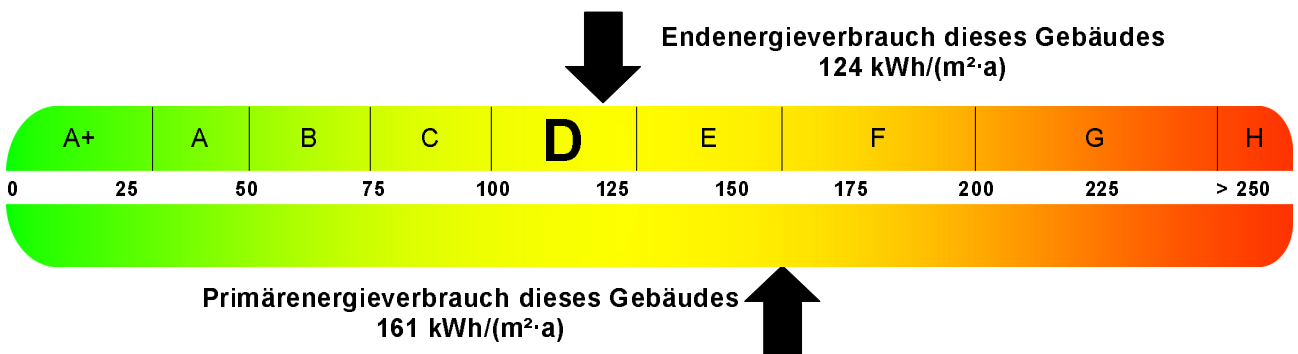 Endenergieverbrauch dieses Gebäudes
124 kWh/(m²·a)
A+ A B C D E F G H
0 25 50 75 100 125 150 175 200 225 > 250
Primärenergieverbrauch dieses Gebäudes
161 kWh/(m²·a)